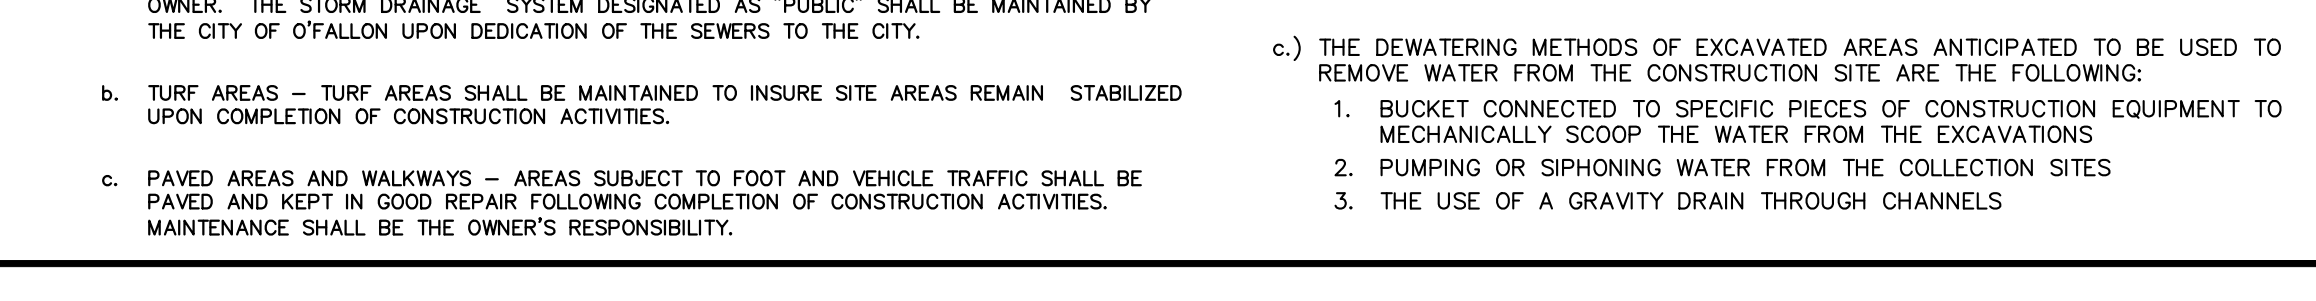 OWNER. THE STORM DRAINAGE SYSTEM DESIGNATED AS "PUBLIC" SHALL BE MAINTAINED BY
THE CITY OF O'FALLON UPON DEDICATION OF THE SEWERS TO THE CITY.
b. TURF AREAS – TURF AREAS SHALL BE MAINTAINED TO INSURE SITE AREAS REMAIN STABILIZED
UPON COMPLETION OF CONSTRUCTION ACTIVITIES.
c. PAVED AREAS AND WALKWAYS – AREAS SUBJECT TO FOOT AND VEHICLE TRAFFIC SHALL BE
PAVED AND KEPT IN GOOD REPAIR FOLLOWING COMPLETION OF CONSTRUCTION ACTIVITIES.
MAINTENANCE SHALL BE THE OWNER'S RESPONSIBILITY.
c.) THE DEWATERING METHODS OF EXCAVATED AREAS ANTICIPATED TO BE USED TO
REMOVE WATER FROM THE CONSTRUCTION SITE ARE THE FOLLOWING:
1. BUCKET CONNECTED TO SPECIFIC PIECES OF CONSTRUCTION EQUIPMENT TO
MECHANICALLY SCOOP THE WATER FROM THE EXCAVATIONS
2. PUMPING OR SIPHONING WATER FROM THE COLLECTION SITES
3. THE USE OF A GRAVITY DRAIN THROUGH CHANNELS